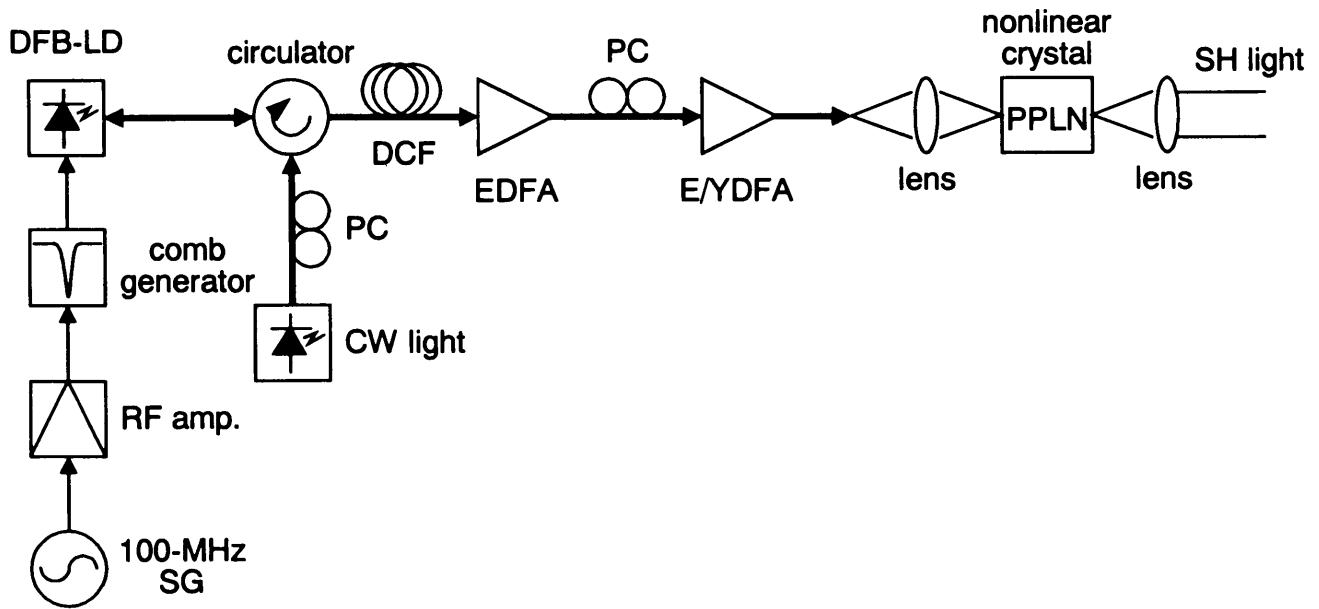 nonlinear
crystal
DFB-LD
circulator
PC
SH light
PPLN
DCF
EDFA
E/YDFA
lens
lens
PC
comb
generator
CW light
RF amp.
100-MHz
SG